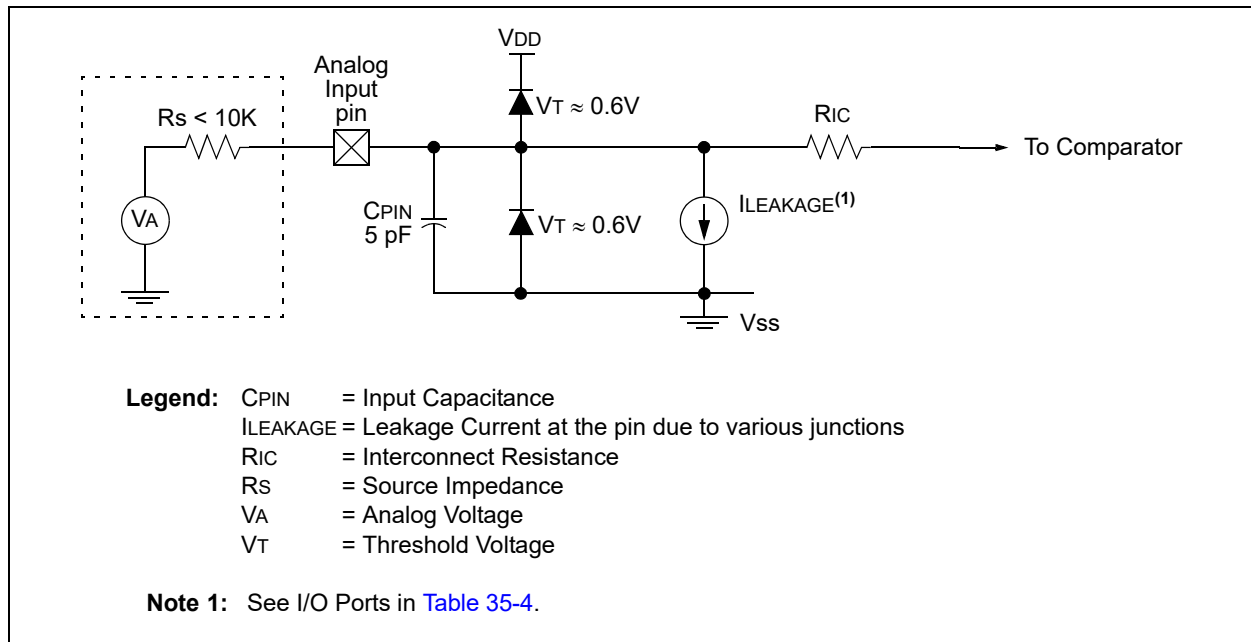 VDD
Analog
Input
pin
Rs < 10K
VT ≈ 0.6V
RIC
To Comparator
VA
CPIN
5 pF
VT ≈ 0.6V
ILEAKAGE(1)
Vss
Legend: CPIN = Input Capacitance
ILEAKAGE = Leakage Current at the pin due to various junctions
RIC = Interconnect Resistance
RS = Source Impedance
VA = Analog Voltage
VT = Threshold Voltage
Note 1: See I/O Ports in Table 35-4.